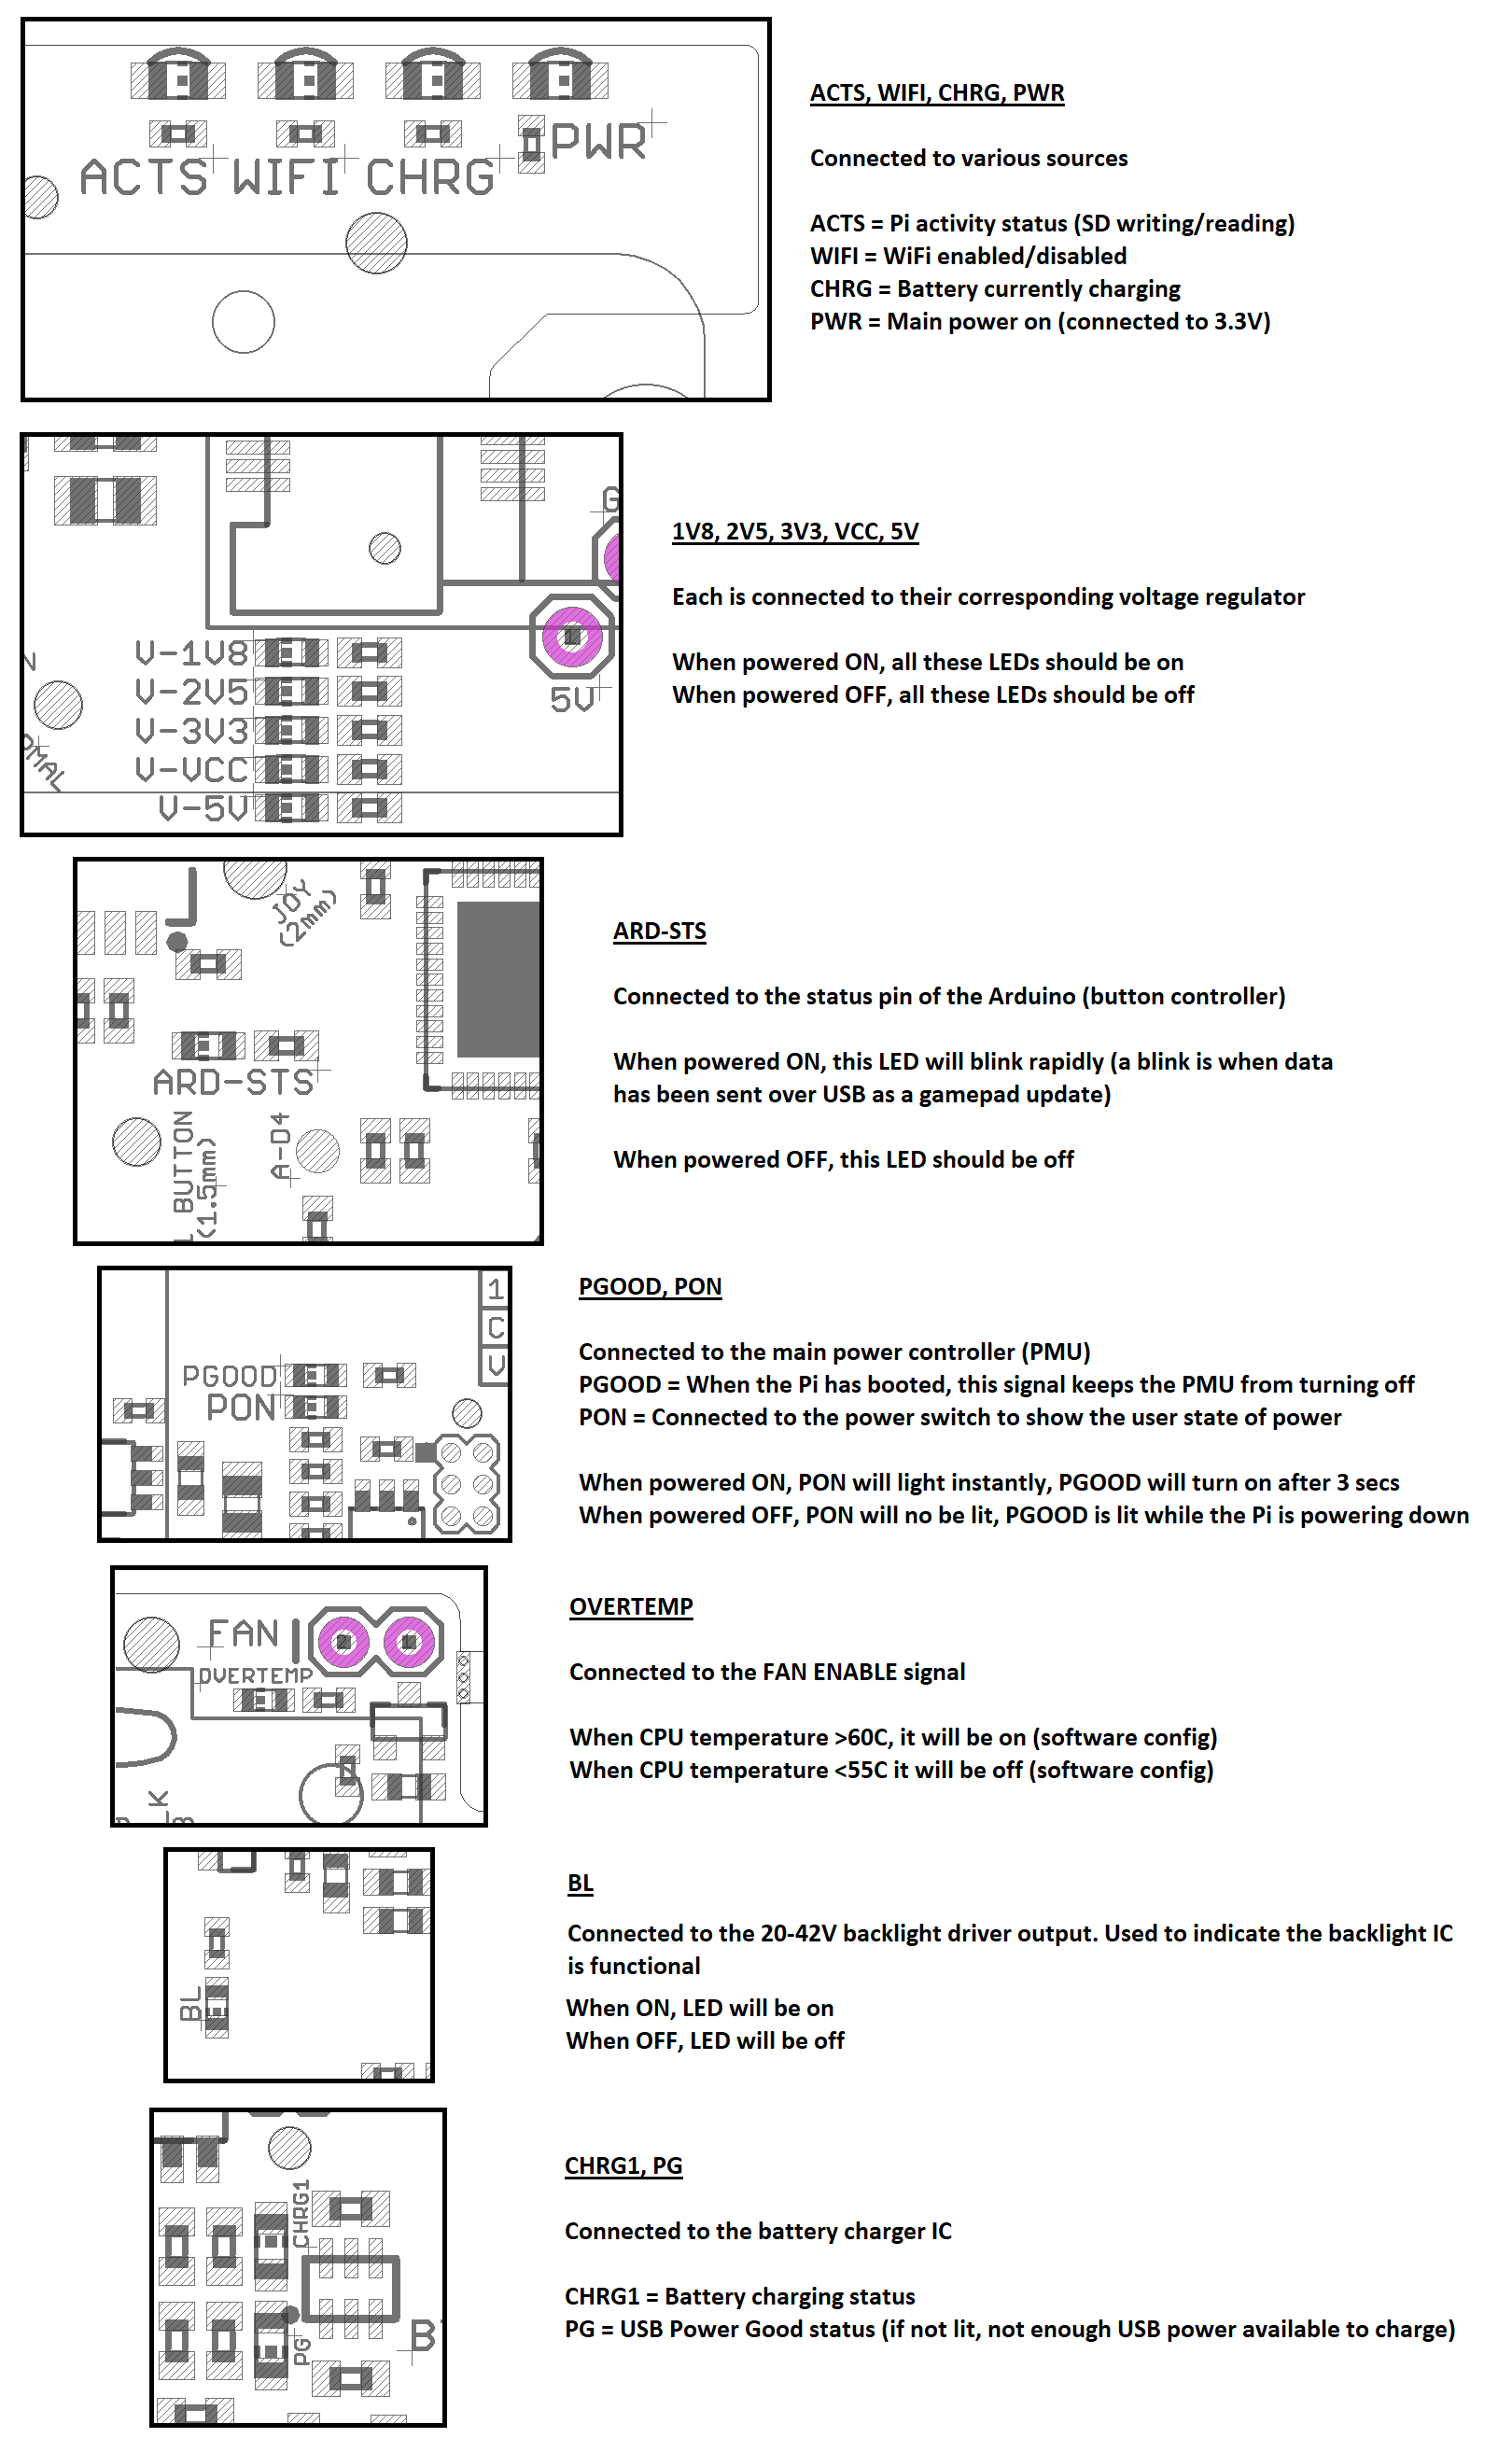 ACTS WIFI CHRG PWR
ACTS, WIFI, CHRG, PWR
Connected to various sources
ACTS = Pi activity status (SD writing/reading)
WIFI = WiFi enabled/disabled
CHRG = Battery currently charging
PWR = Main power on (connected to 3.3V)
G
V-1V8
V-2V5
V-3V3
V-VCC
V-5V
1
5V
N
PMAL
1V8, 2V5, 3V3, VCC, 5V
Each is connected to their corresponding voltage regulator
When powered ON, all these LEDs should be on
When powered OFF, all these LEDs should be off
JOY
(2mm)
ARD-STS
L BUTTON
(1.5mm)
A-D4
ARD-STS
Connected to the status pin of the Arduino (button controller)
When powered ON, this LED will blink rapidly (a blink is when data
has been sent over USB as a gamepad update)
When powered OFF, this LED should be off
1
C
V
PGOOD
PON
PGOOD, PON
Connected to the main power controller (PMU)
PGOOD = When the Pi has booted, this signal keeps the PMU from turning off
PON = Connected to the power switch to show the user state of power
When powered ON, PON will light instantly, PGOOD will turn on after 3 secs
When powered OFF, PON will no be lit, PGOOD is lit while the Pi is powering down
FAN
2 1
OVERTEMP
K
OVERTEMP
Connected to the FAN ENABLE signal
When CPU temperature >60C, it will be on (software config)
When CPU temperature <55C it will be off (software config)
BL
BL
Connected to the 20-42V backlight driver output. Used to indicate the backlight IC
is functional
When ON, LED will be on
When OFF, LED will be off
CHRG1
PG
B
CHRG1, PG
Connected to the battery charger IC
CHRG1 = Battery charging status
PG = USB Power Good status (if not lit, not enough USB power available to charge)